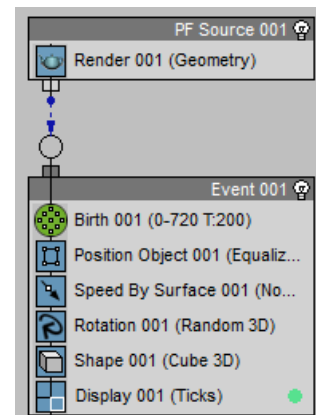 PF Source 001
Render 001 (Geometry)
Event 001
Birth 001 (0-720 T:200)
Position Object 001 (Equaliz...
Speed By Surface 001 (No...
Rotation 001 (Random 3D)
Shape 001 (Cube 3D)
Display 001 (Ticks)